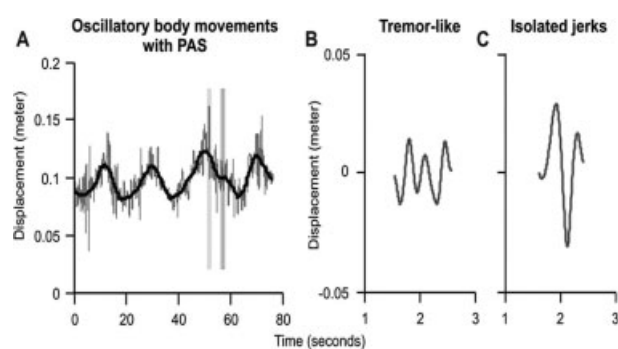 A
Oscillatory body movements
with PAS
B
Tremor-like
C
Isolated jerks
Displacement (meter)
0.2
0.15
0.1
0.05
0
0 20 40 60 80
Displacement (meter)
0.05
0
-0.05
1 2 3
1 2 3
Time (seconds)